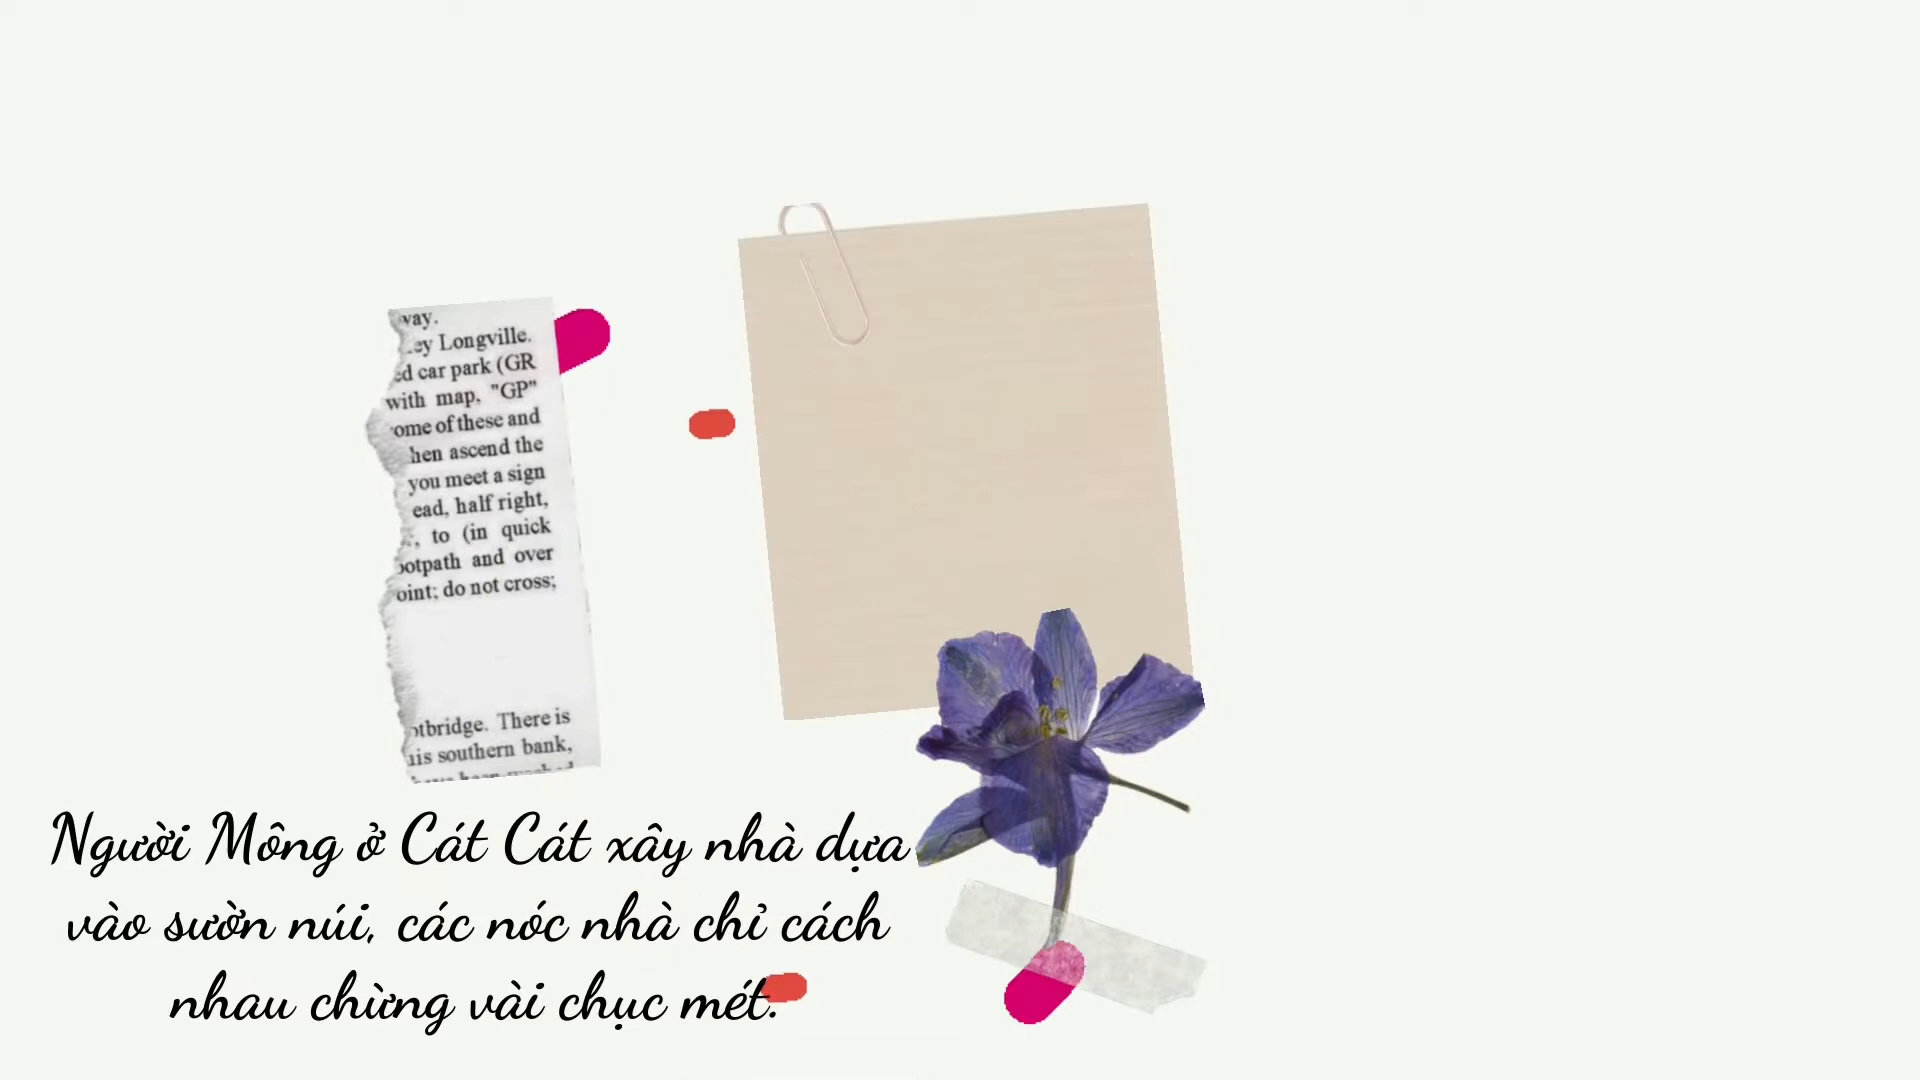 way.
ey Longville.
ed car park (GR
with map, "GP"
ome of these and
hen ascend the
you meet a sign
ead, half right,
to (in quick
otpath and over
oint; do not cross;
otbridge. There is
his southern bank,
Người Mông ở Cát Cát xây nhà dựa
vào sườn núi, các nóc nhà chỉ cách
nhau chừng vài chục mét.